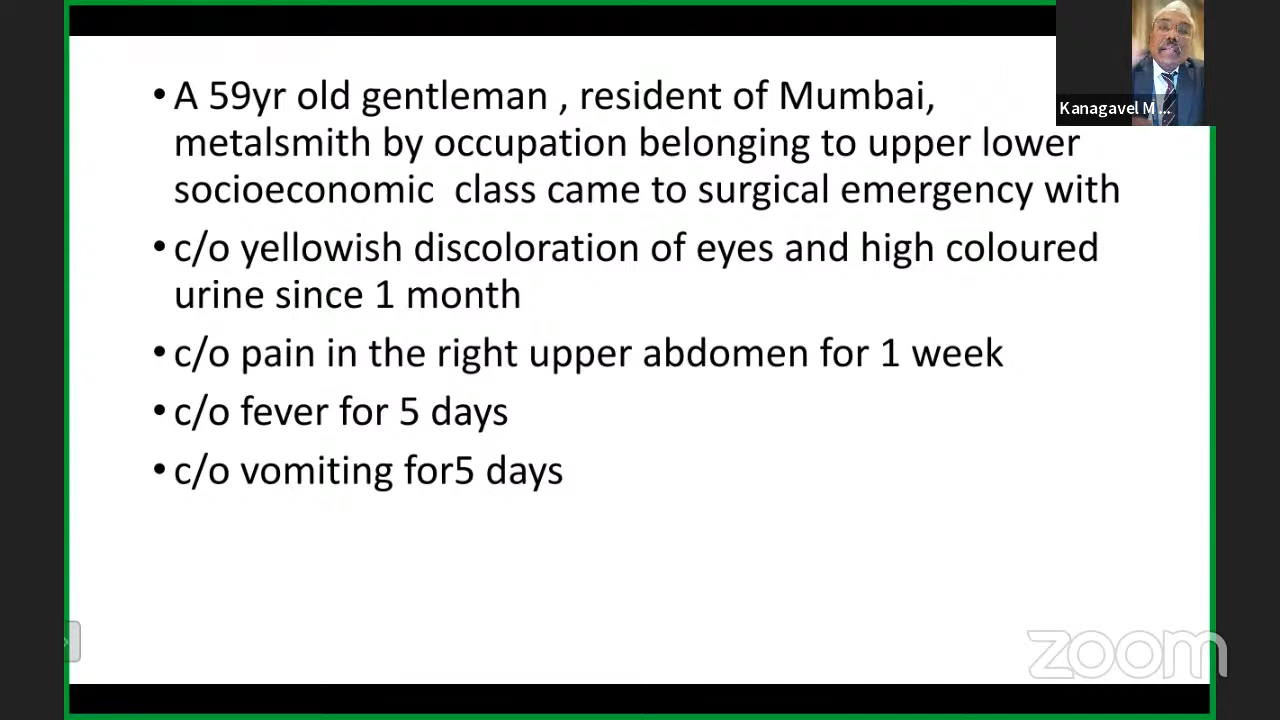 • A 59yr old gentleman , resident of Mumbai,
metalsmith by occupation belonging to upper lower
socioeconomic class came to surgical emergency with
• c/o yellowish discoloration of eyes and high coloured
urine since 1 month
• c/o pain in the right upper abdomen for 1 week
• c/o fever for 5 days
• c/o vomiting for5 days
Kanagavel M ...
zoom